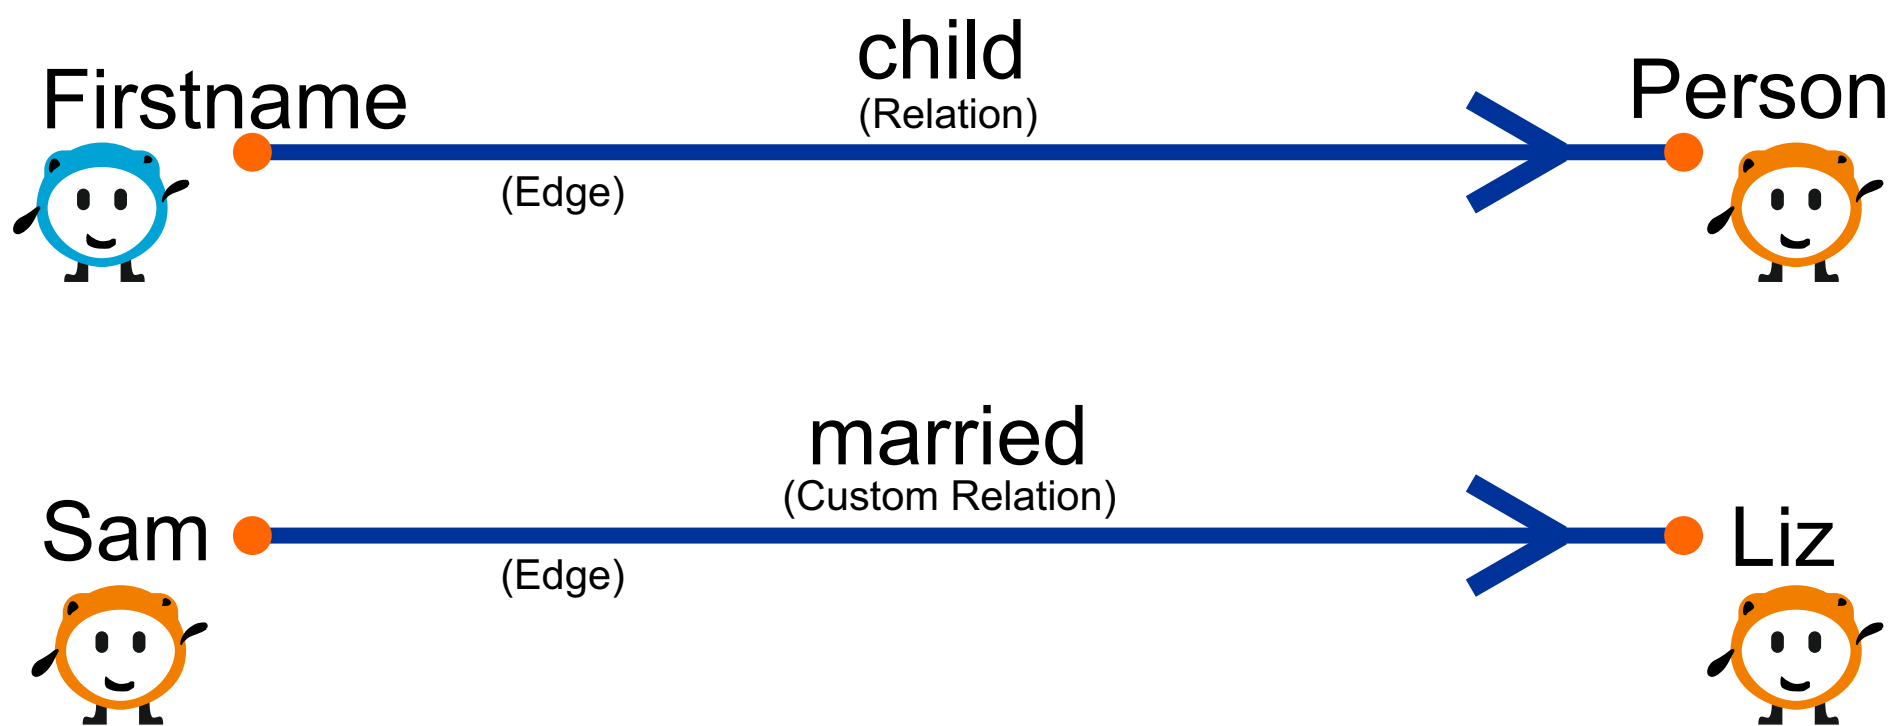 child
Firstname
(Relation)
Person
(Edge)
married
(Custom Relation)
Sam
Liz
(Edge)